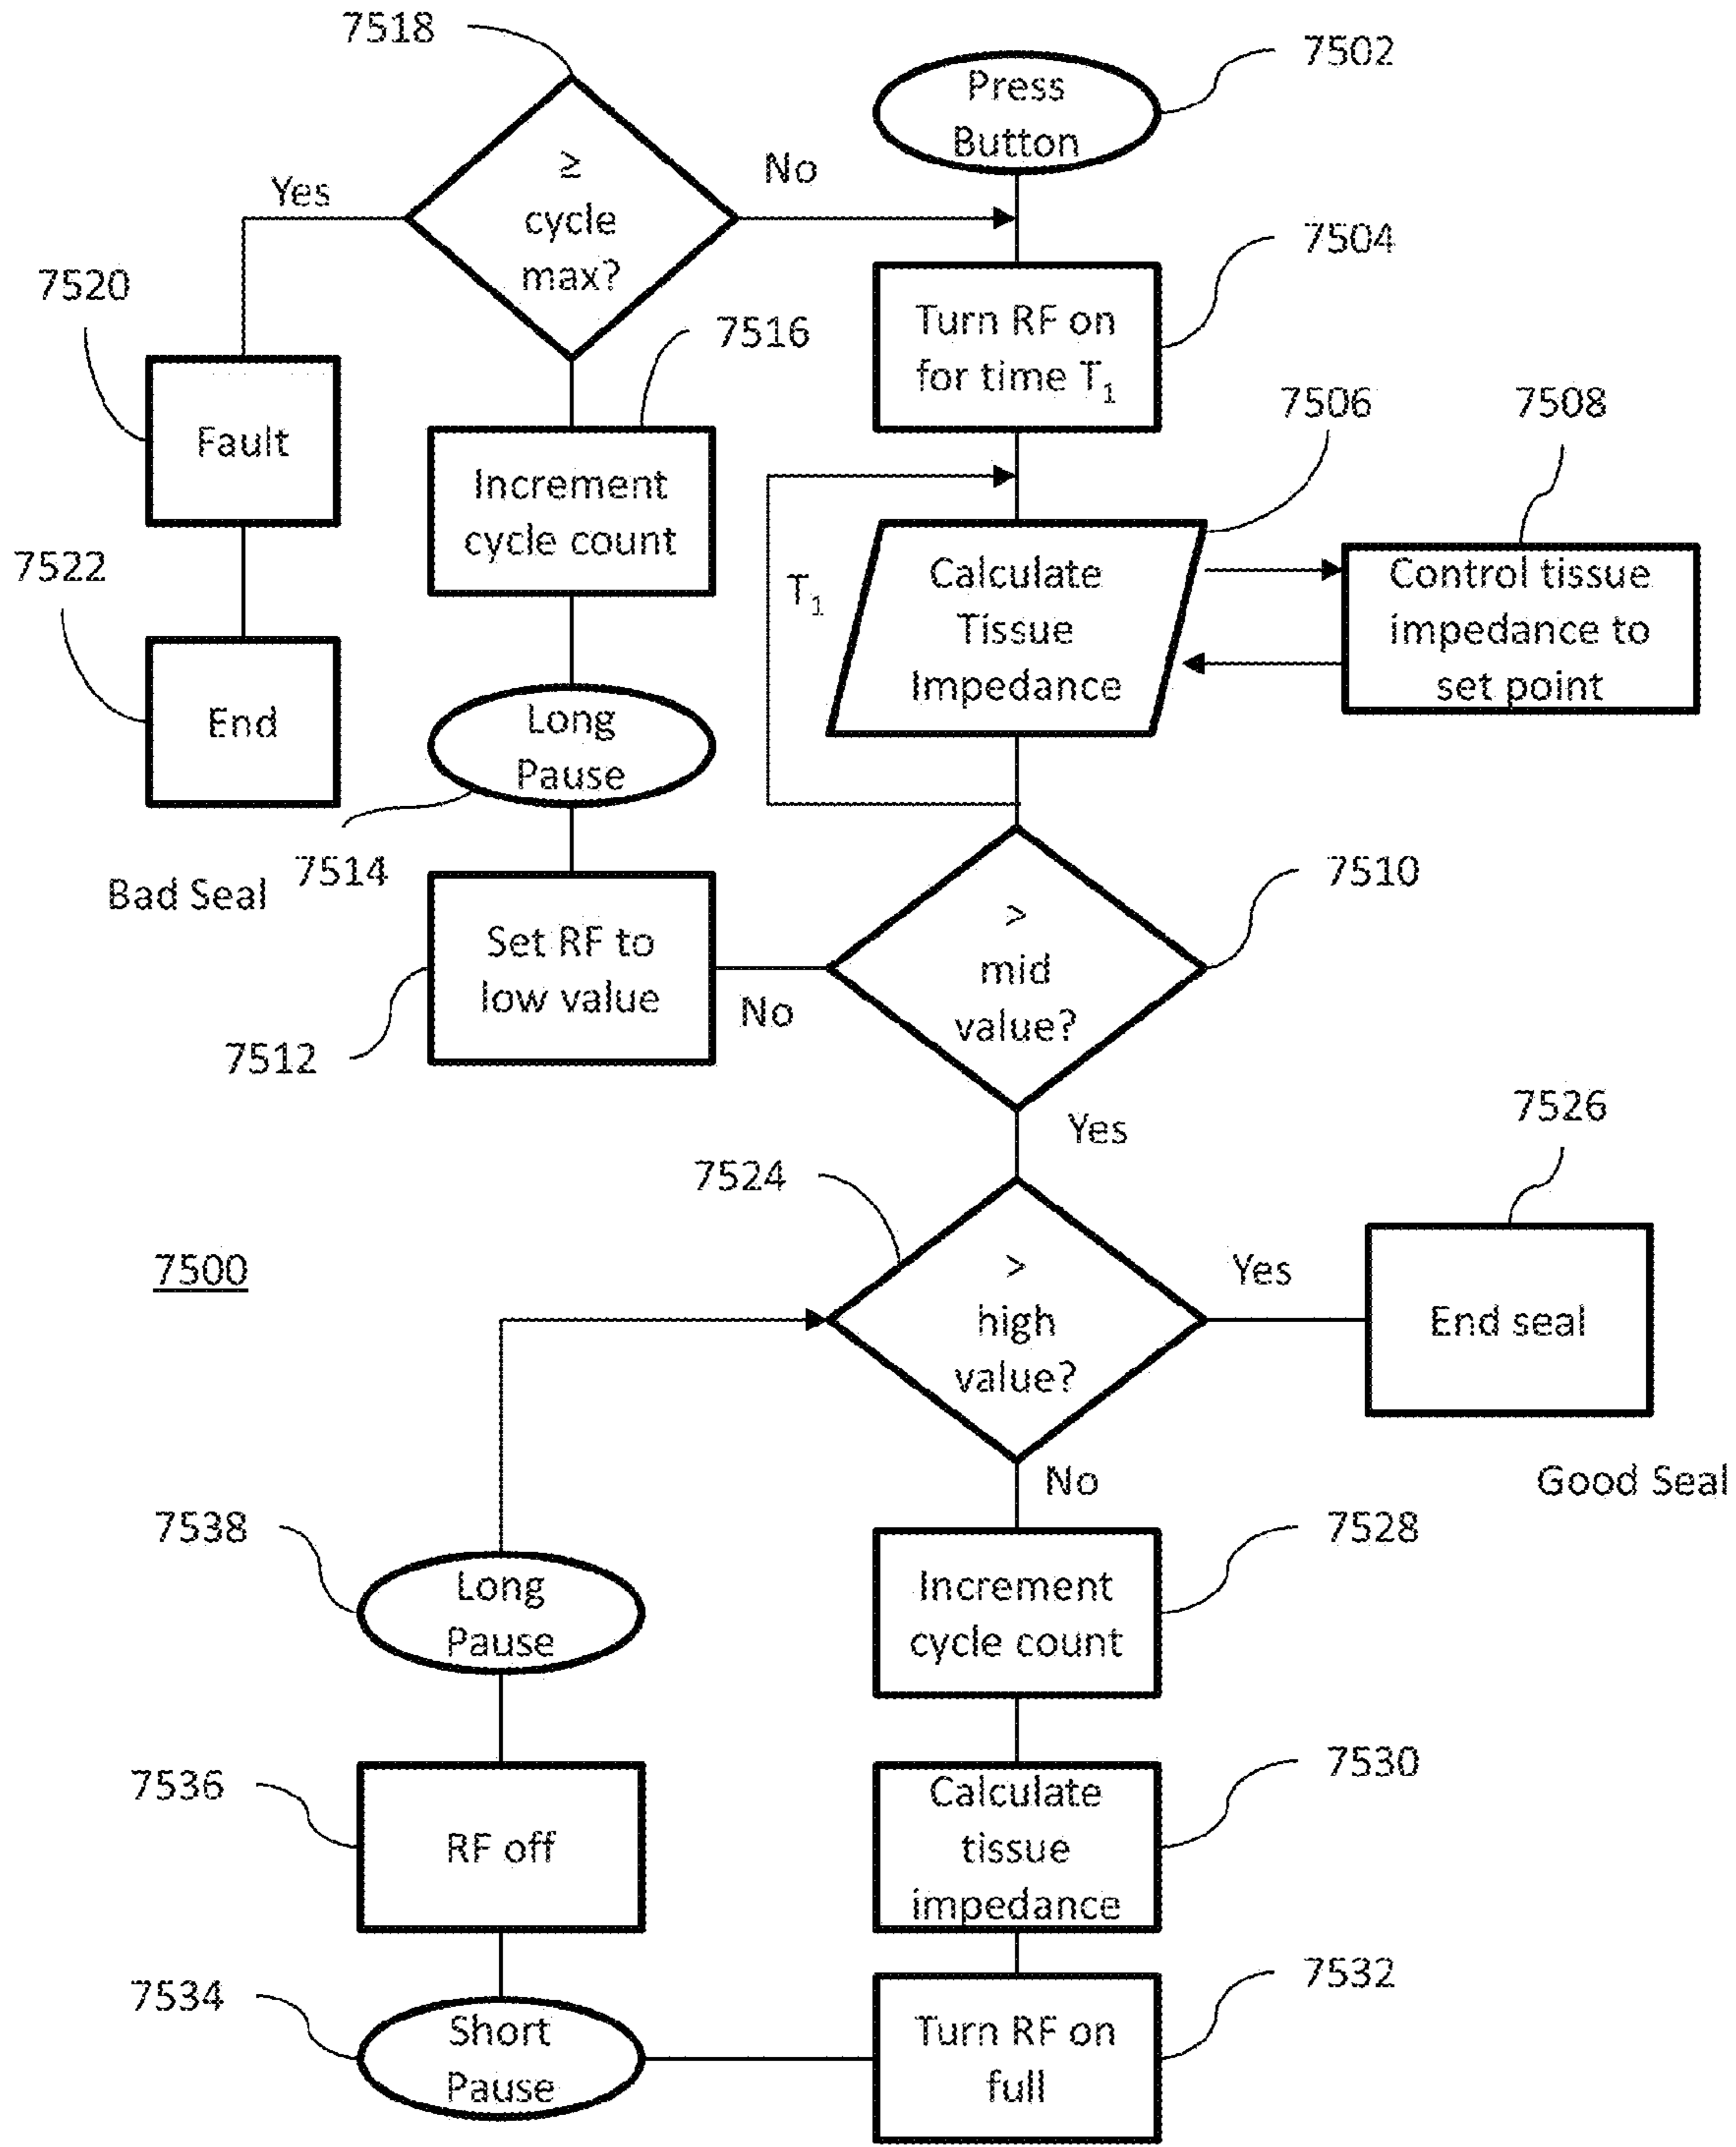 7518
7502
Press
Button
≥
cycle
max?
Yes
No
7504
7520
7516
Turn RF on
for time T₁
7506
7508
Fault
Increment
cycle count
T₁
Calculate
Tissue
Impedance
Control tissue
impedance to
set point
7522
End
Long
Pause
Bad Seal
7514
7510
Set RF to
low value
No
>
mid
value?
7512
Yes
7526
7524
7500
>
high
value?
Yes
End seal
No
Good Seal
7538
7528
Long
Pause
Increment
cycle count
7536
7530
RF off
Calculate
tissue
impedance
7534
7532
Short
Pause
Turn RF on
full